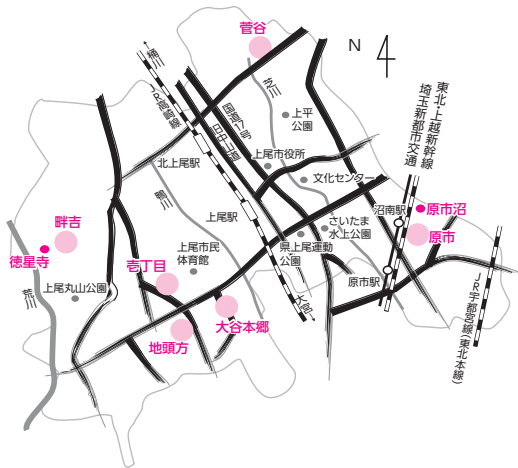 菅谷
N
桶川
JR高崎線
芝川
国道17号
旧中山道
上平
公園
東北・上越新幹線
埼玉新都市交通
北上尾駅
上尾市役所
文化センター
鴨川
上尾駅
沼南駅
原市沼
さいたま
水上公園
原市
畔吉
徳星寺
上尾市民
体育館
県上尾運動
公園
壱丁目
原市駅
荒川
上尾丸山公園
大宮
大谷本郷
地頭方
JR宇都宮線(東北本線)